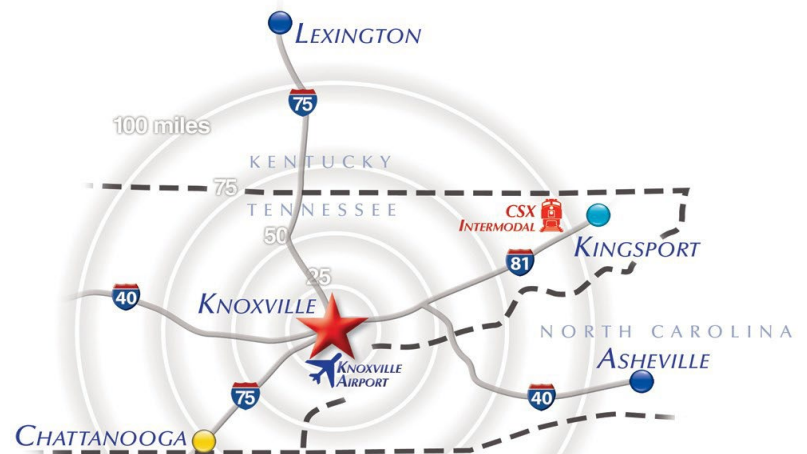 LEXINGTON
75
100 miles
KENTUCKY
75
TENNESSEE
CSX
INTERMODAL
50
KINGSPORT
81
25
40
KNOXVILLE
NORTH CAROLINA
ASHEVILLE
KNOXVILLE
AIRPORT
75
40
CHATTANOOGA